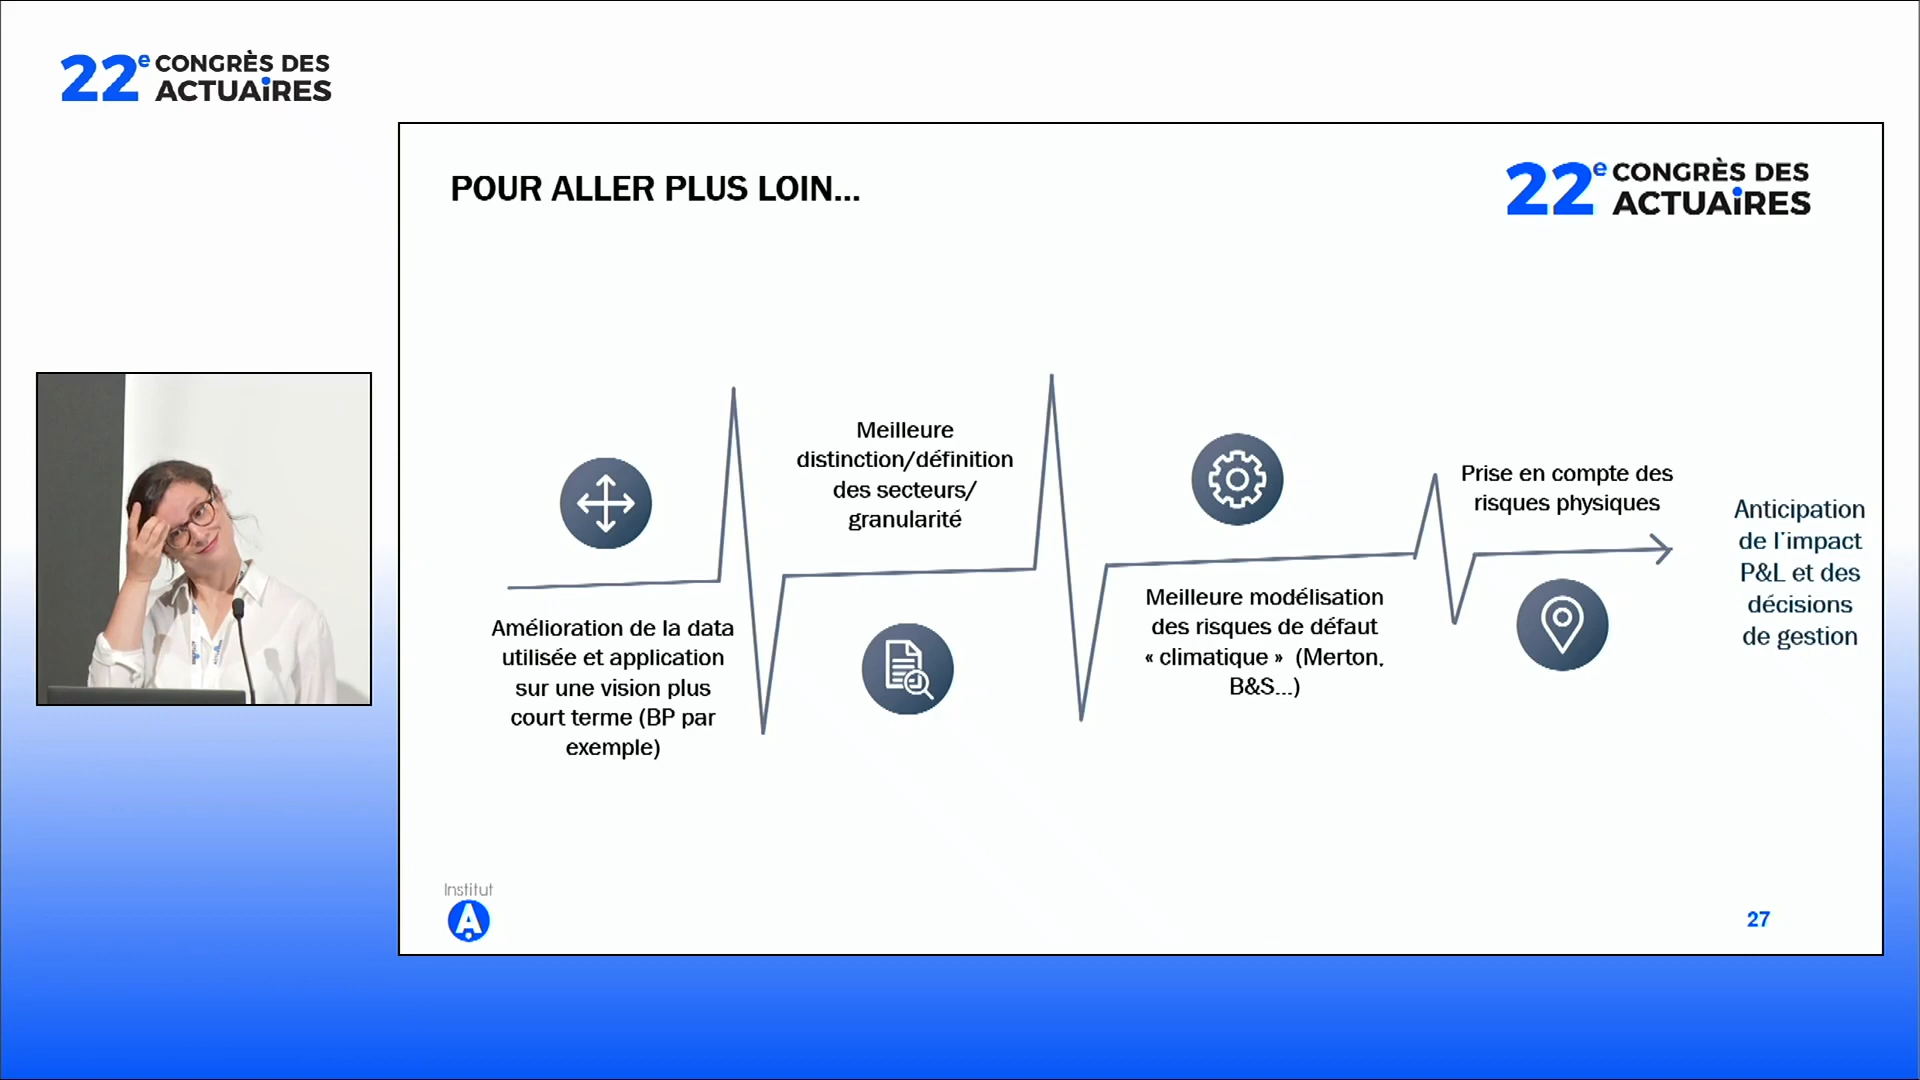 22e CONGRÈS DES
ACTUAiRES
POUR ALLER PLUS LOIN...
22e CONGRÈS DES
ACTUAiRES
Amélioration de la data
utilisée et application
sur une vision plus
court terme (BP par
exemple)
Meilleure
distinction/définition
des secteurs/
granularité
Meilleure modélisation
des risques de défaut
« climatique » (Merton,
B&S...)
Prise en compte des
risques physiques
Anticipation
de l'impact
P&L et des
décisions
de gestion
Institut
A
27